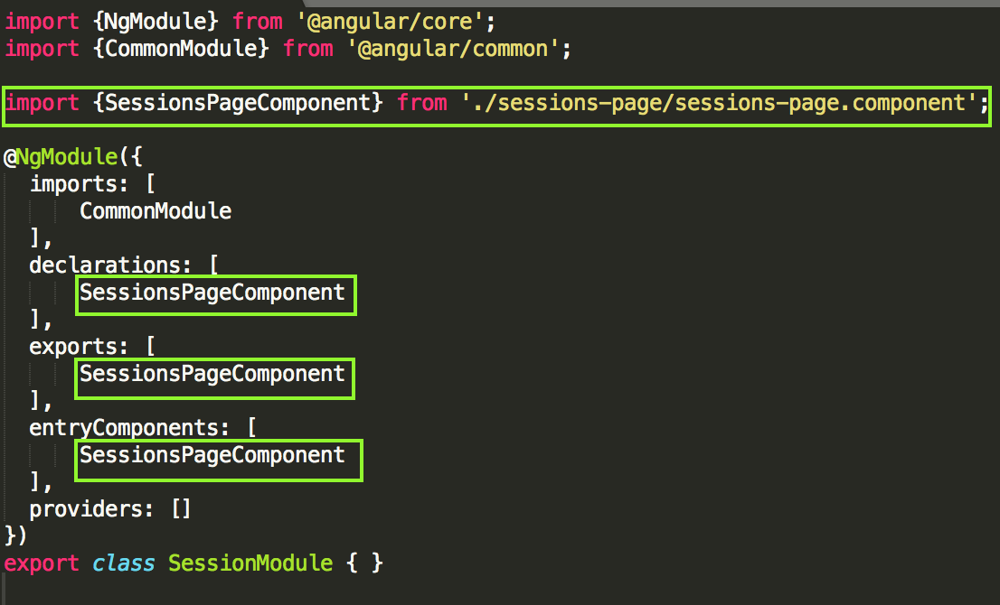 import {NgModule} from '@angular/core';
import {CommonModule} from '@angular/common';
import {SessionsPageComponent} from './sessions-page/sessions-page.component';
@NgModule({
imports: [
CommonModule
],
declarations: [
SessionsPageComponent
],
exports: [
SessionsPageComponent
],
entryComponents: [
SessionsPageComponent
],
providers: []
})
export class SessionModule { }